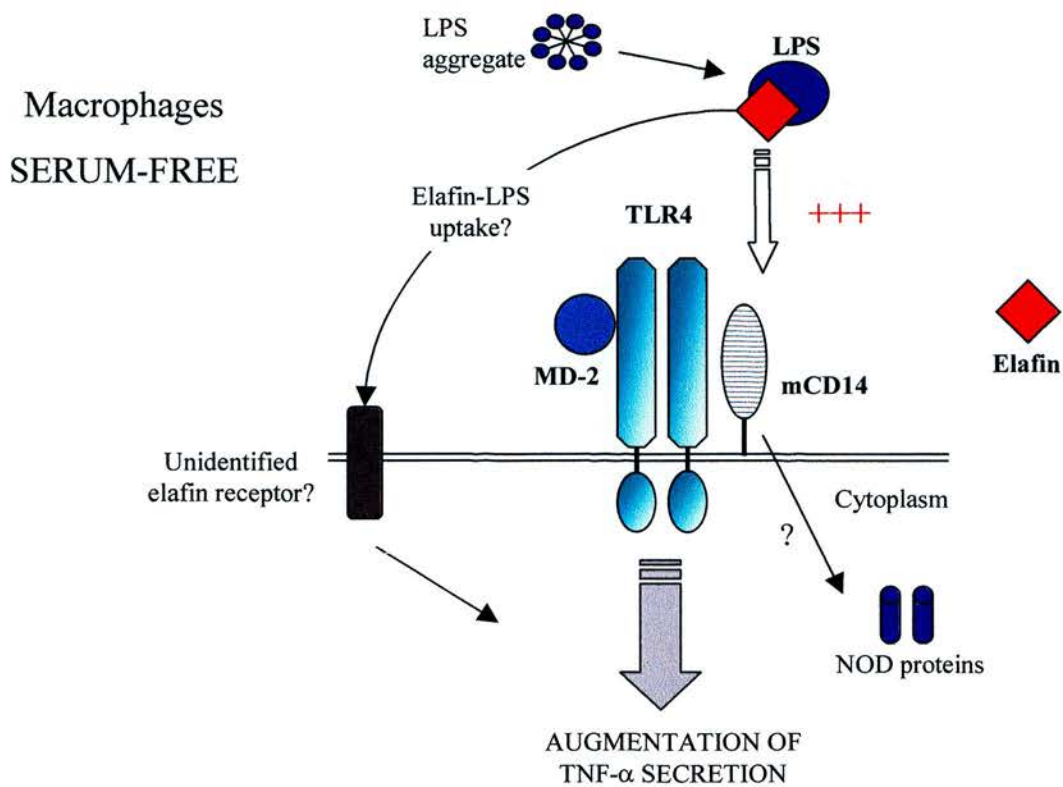 LPS
aggregate
LPS
Macrophages
SERUM-FREE
Elafin-LPS
uptake?
TLR4
+++
MD-2
mCD14
Elafin
Unidentified
elafin receptor?
Cytoplasm
?
NOD proteins
AUGMENTATION OF
TNF-α SECRETION